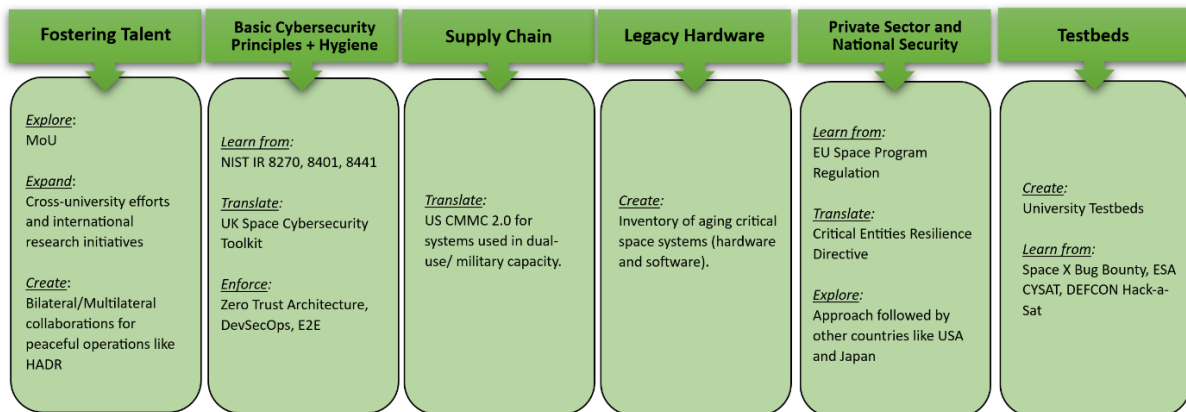 Fostering Talent
Explore:
MoU
Expand:
Cross-university efforts
and international
research initiatives
Create:
Bilateral/Multilateral
collaborations for
peaceful operations like
HADR
Basic Cybersecurity
Principles + Hygiene
Learn from:
NIST IR 8270, 8401, 8441
Translate:
UK Space Cybersecurity
Toolkit
Enforce:
Zero Trust Architecture,
DevSecOps, E2E
Supply Chain
Translate:
US CMMC 2.0 for
systems used in dual-
use/ military capacity.
Legacy Hardware
Create:
Inventory of aging critical
space systems (hardware
and software).
Private Sector and
National Security
Learn from:
EU Space Program
Regulation
Translate:
Critical Entities Resilience
Directive
Explore:
Approach followed by
other countries like USA
and Japan
Testbeds
Create:
University Testbeds
Learn from:
Space X Bug Bounty, ESA
CYSAT, DEFCON Hack-a-
Sat